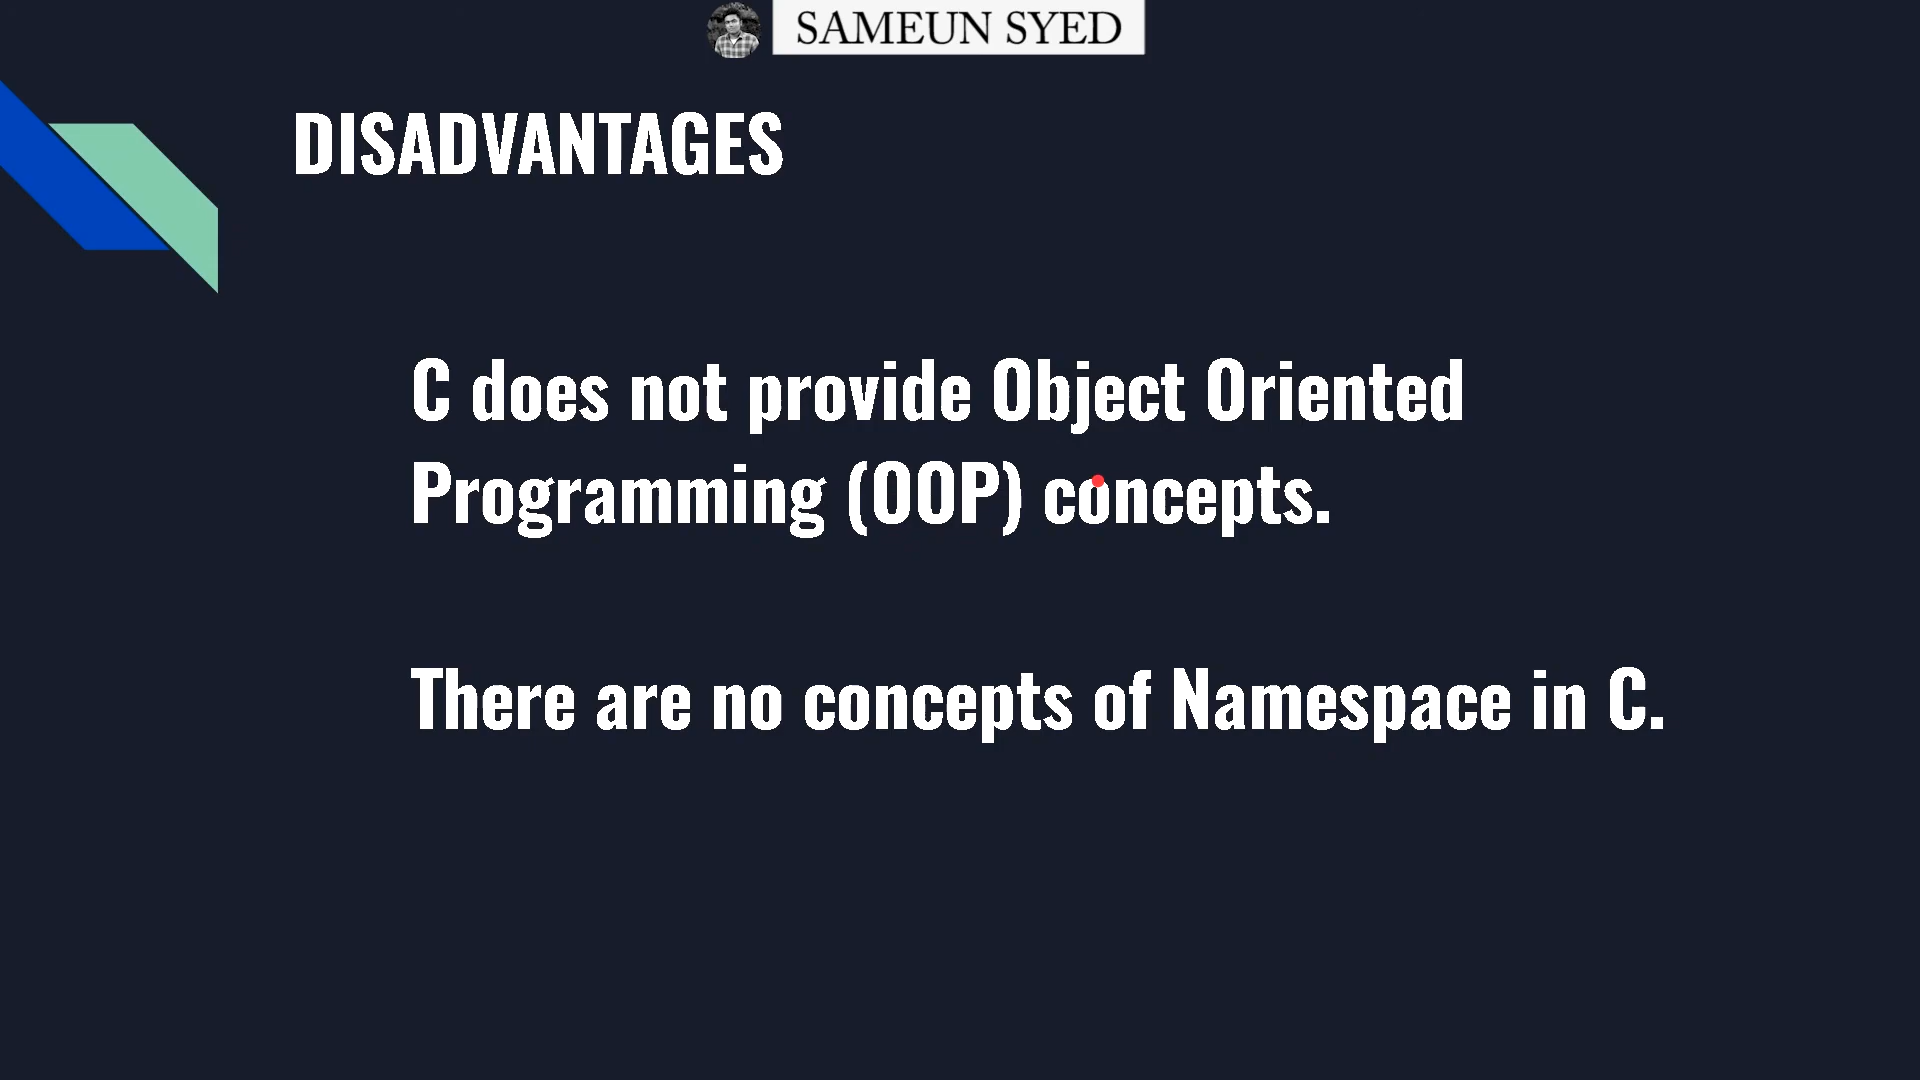 SAMEUN SYED
DISADVANTAGES
C does not provide Object Oriented
Programming (OOP) concepts.
There are no concepts of Namespace in C.